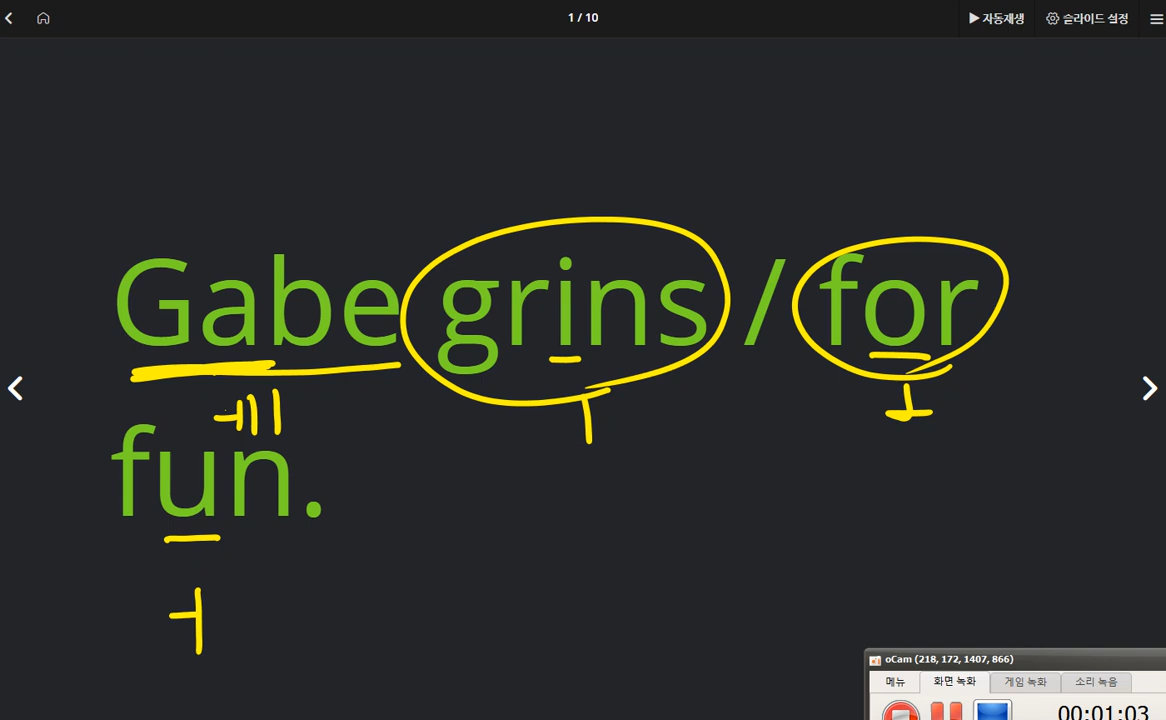 1 / 10
자동재생
슬라이드 설정
Gabe grins / for
ㅔㅣ
ㅣ
ㅗ
fun.
ㅓ
oCam (218, 172, 1407, 866)
메뉴
화면 녹화
게임 녹화
소리 녹음
00:01:03